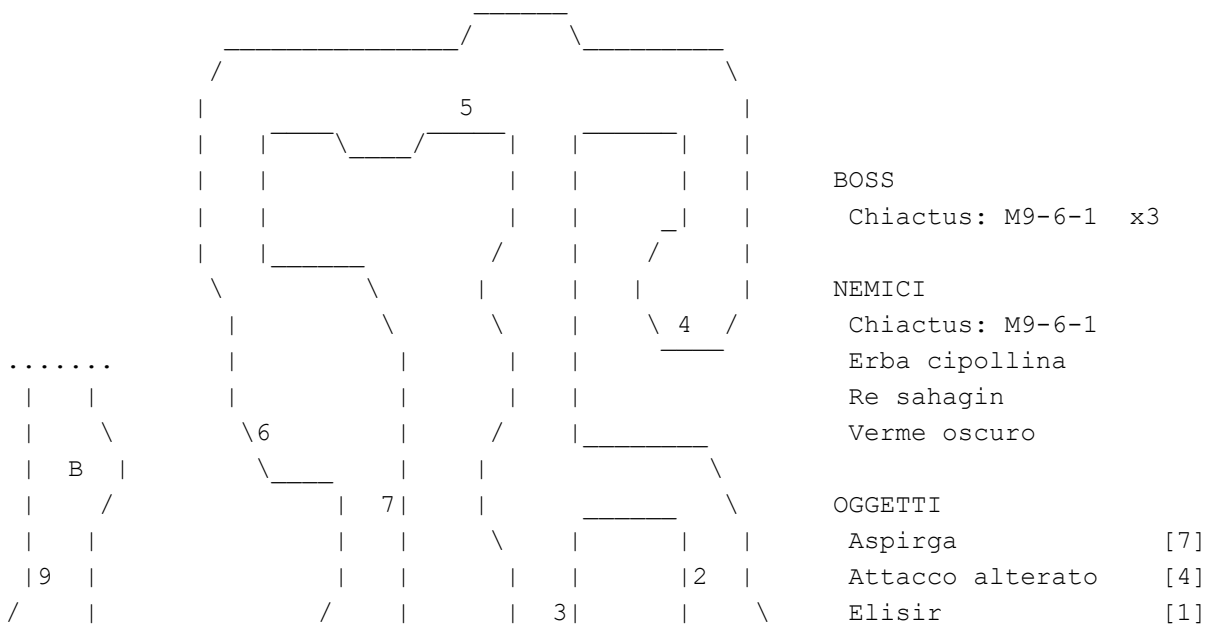 5
BOSS
Chiactus: M9-6-1 x3
NEMICI
4 Chiactus: M9-6-1
....... Erba cipollina
Re sahagin
6 Verme oscuro
B
7 OGGETTI
Aspirga [7]
9 2 Attacco alterato [4]
3 Elisir [1]